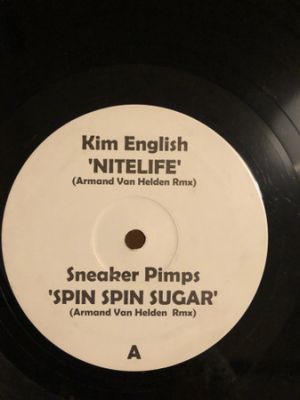 Kim English
'NITELIFE'
(Armand Van Helden Rmx)
Sneaker Pimps
'SPIN SPIN SUGAR'
(Armand Van Helden Rmx)
A